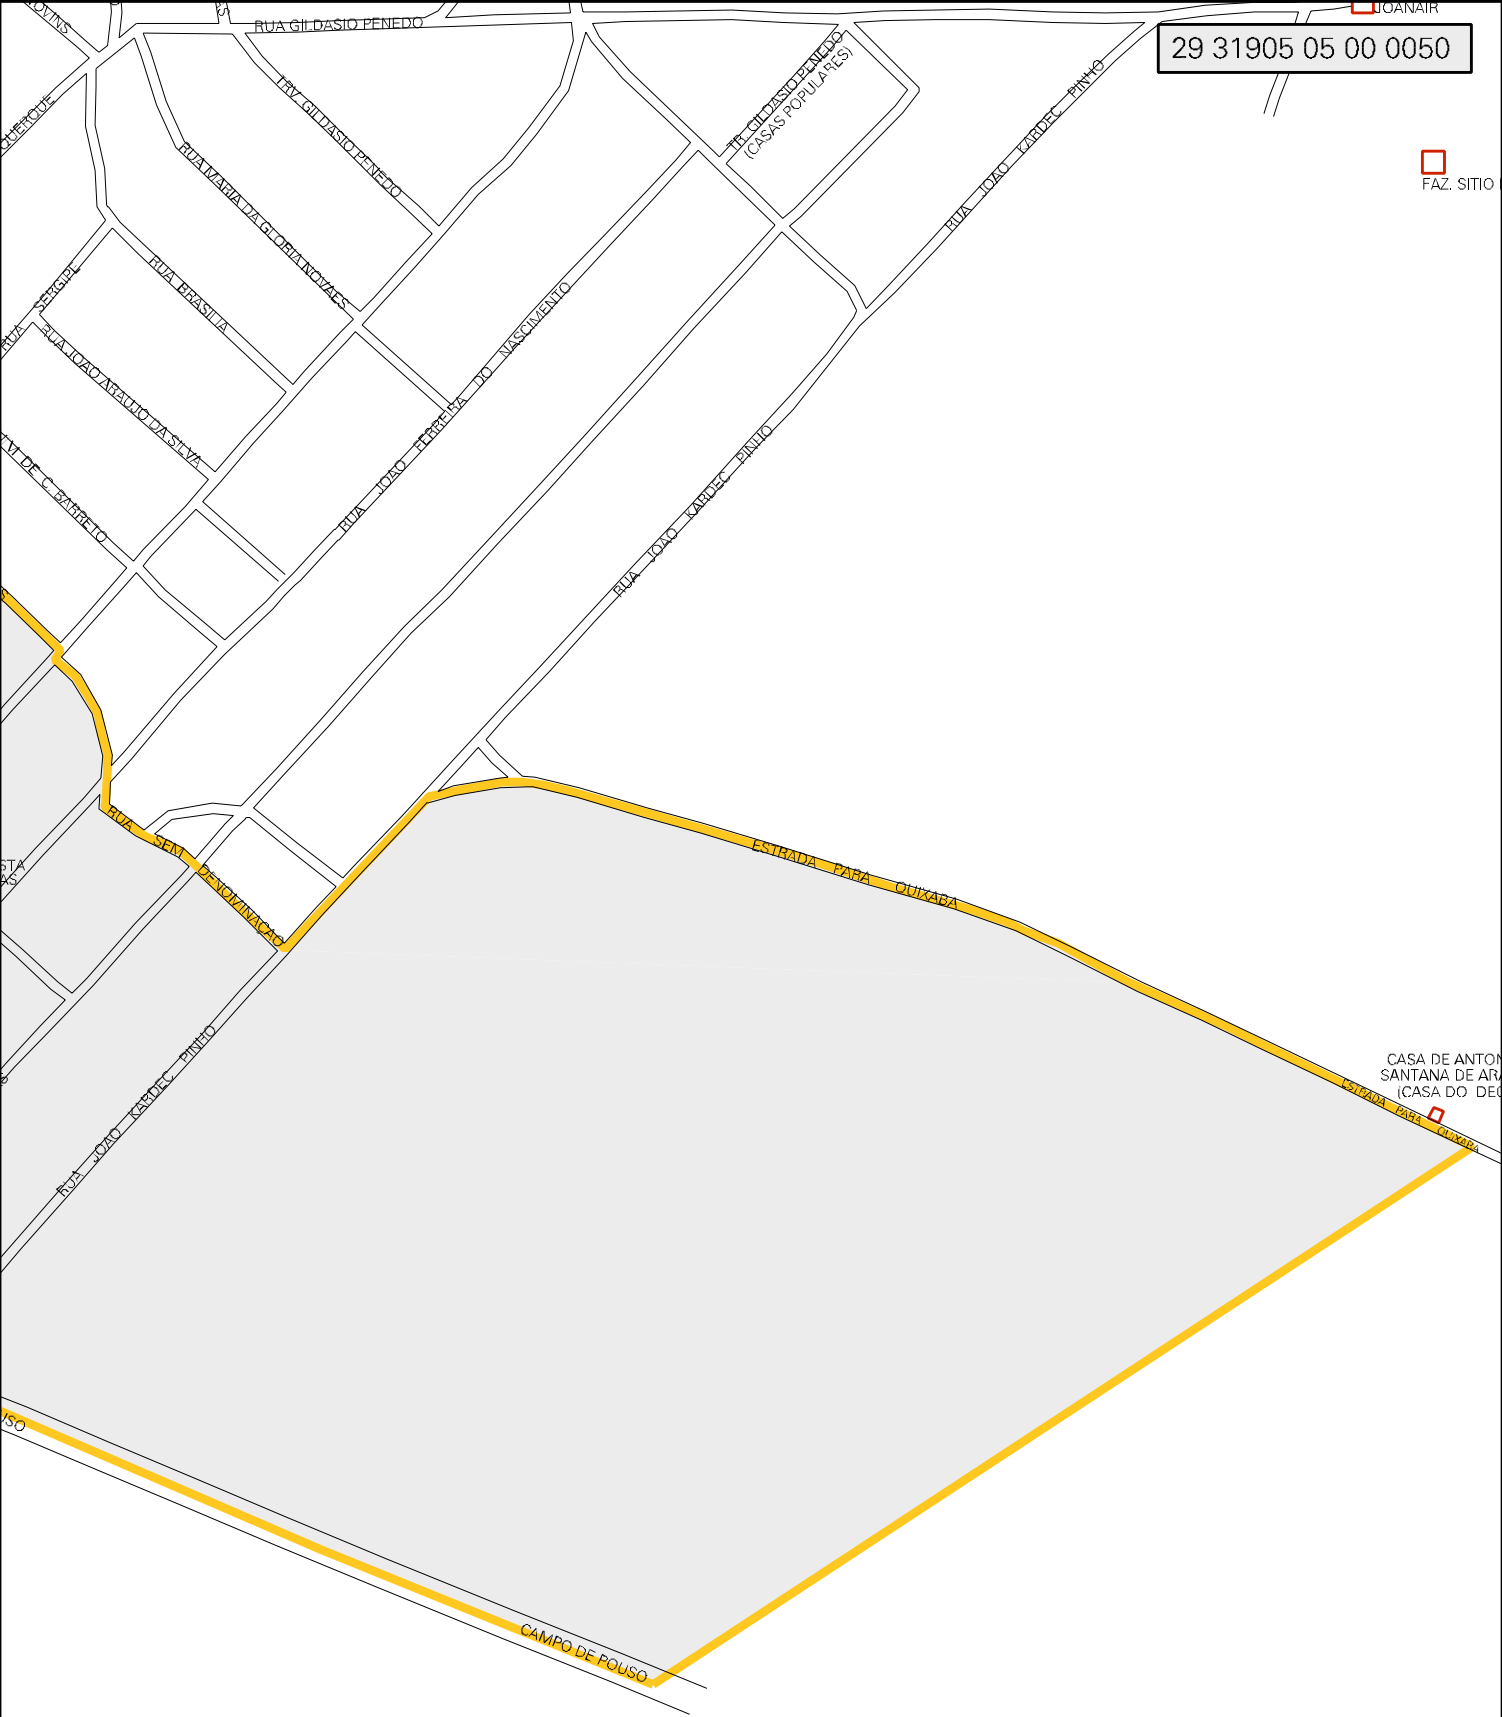 JOANAIR
RUA GILDASIO PENEDO
29 31905 05 00 0050
TRV. GILDASIO PENEDO
TR. GILDASIO PENEDO
(CASAS POPULARES)
RUA JOAO KARDEC PINHO
FAZ. SITIO
RUA MARIA DA GLORIA NOVAES
RUA BRASILIA
RUA SERGIPE
RUA JOAO ARAUJO DA SILVA
RUA JOAO FERREIRA DO NASCIMENTO
DE C. BARRETO
RUA JOAO KARDEC PINHO
RUA SEM DENOMINAÇAO
ESTRADA PARA QUIXABA
CASA DE ANTON
SANTANA DE ARA
(CASA DO DEO
ESTRADA PARA QUIXABA
RUA JOAO KARDEC PINHO
CAMPO DE POUSO